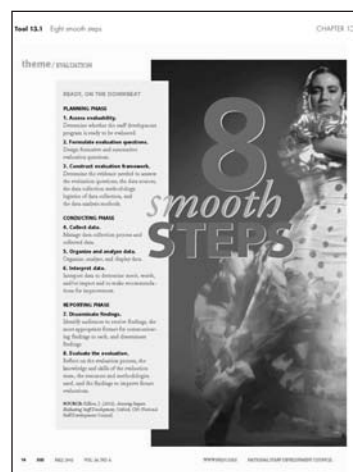 Tool 13.1 Eight smooth steps
CHAPTER 13
theme / EVALUATION
READY, ON THE DOWNBEAT
PLANNING PHASE
1. Assess evaluability.
Determine whether the staff development
program is ready to be evaluated.
2. Formulate evaluation questions.
Design formative and summative
evaluation questions.
3. Construct evaluation framework.
Determine the evidence needed to answer
the evaluation questions, the data sources,
the data collection methodology,
logistics of data collection, and
the data analysis methods.
CONDUCTING PHASE
4. Collect data.
Manage data collection process and
collected data.
5. Organize and analyze data.
Organize, analyze, and display data.
6. Interpret data.
Interpret data to determine merit, worth,
and/or impact and to make recommenda-
tions for improvement.
REPORTING PHASE
7. Disseminate findings.
Identify audiences to receive findings, the
most appropriate format for communicat-
ing findings to each, and disseminate
findings.
8. Evaluate the evaluation.
Reflect on the evaluation process, the
knowledge and skills of the evaluation
team, the resources and methodologies
used, and the findings to improve future
evaluations.
SOURCE: Killion, J. (2002). Assessing Impact:
Evaluating Staff Development. Oxford, OH: National
Staff Development Council.
8
smooth
STEPS
NATIONAL STAFF DEVELOPMENT COUNCIL